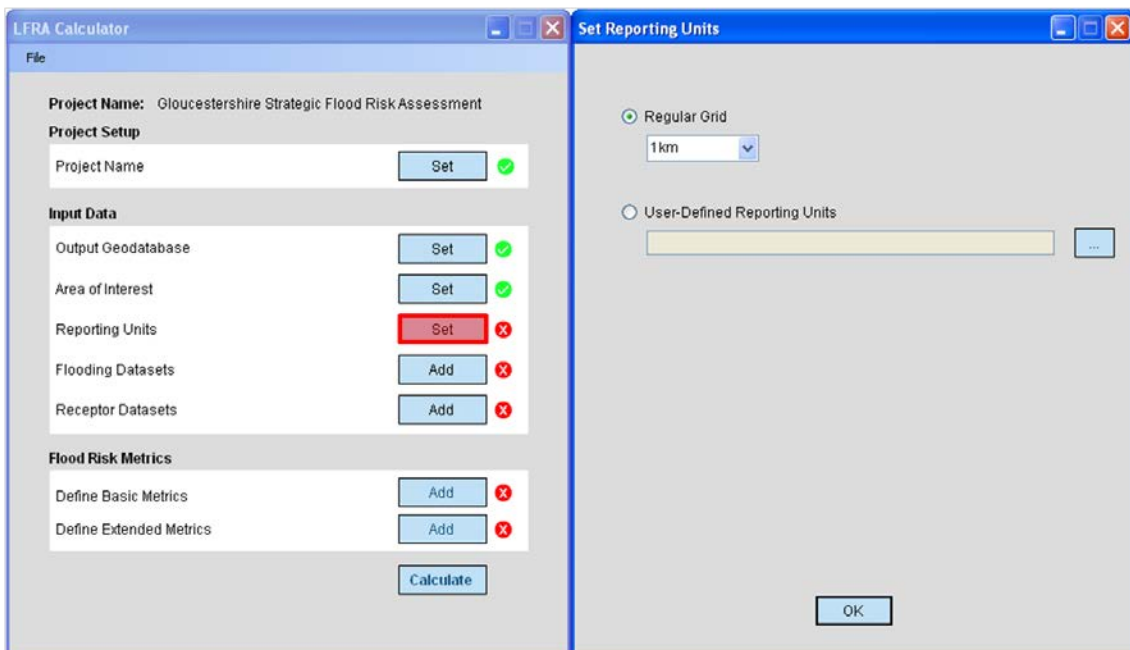 LFRA Calculator
File
Project Name: Gloucestershire Strategic Flood Risk Assessment
Project Setup
Project Name Set
Input Data
Output Geodatabase Set
Area of Interest Set
Reporting Units Set
Flooding Datasets Add
Receptor Datasets Add
Flood Risk Metrics
Define Basic Metrics Add
Define Extended Metrics Add
Calculate
Set Reporting Units
Regular Grid
1km
User-Defined Reporting Units
...
OK